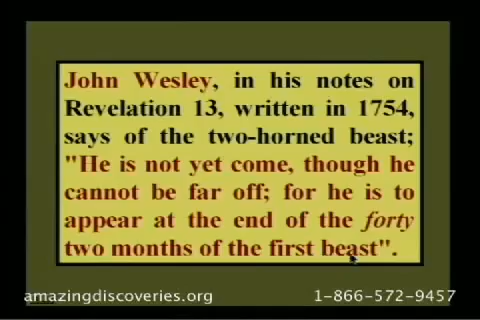 John Wesley, in his notes on
Revelation 13, written in 1754,
says of the two-horned beast;
"He is not yet come, though he
cannot be far off; for he is to
appear at the end of the forty
two months of the first beast".
amazingdiscoveries.org 1-866-572-9457